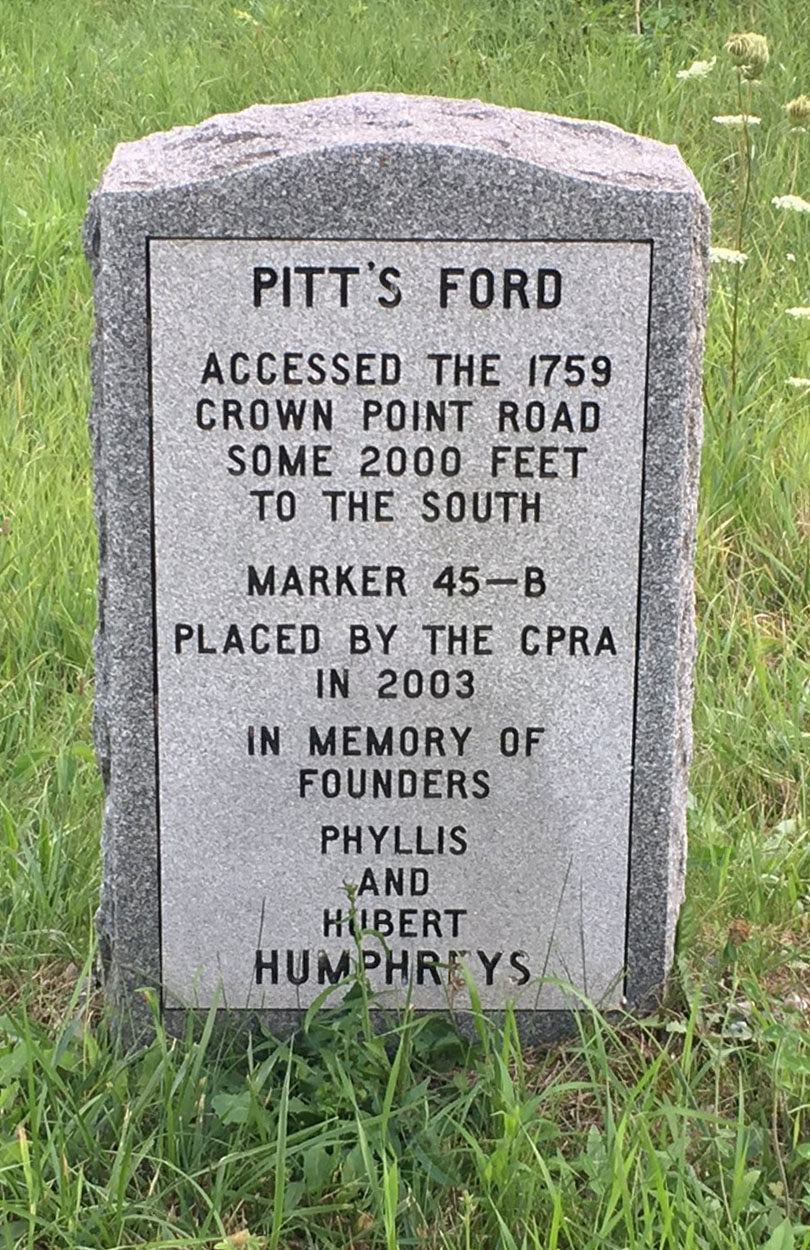 PITT'S FORD
ACCESSED THE 1759
CROWN POINT ROAD
SOME 2000 FEET
TO THE SOUTH
MARKER 45—B
PLACED BY THE CPRA
IN 2003
IN MEMORY OF
FOUNDERS
PHYLLIS
AND
HUBERT
HUMPHREYS